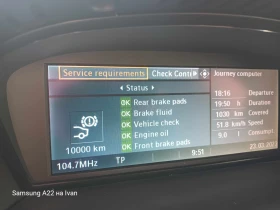 Service requirements Check Contr
Journey computer
◂ Status ▸
OK Rear brake pads
OK Brake fluid
OK Vehicle check
OK Engine oil
OK Front brake pads
10000 km
18:16 Departure
19:50 h Duration
1030 km Covered
51.8 km/h Speed
9.0 l
104.7MHz TP 9:51
Samsung A22 на Ivan